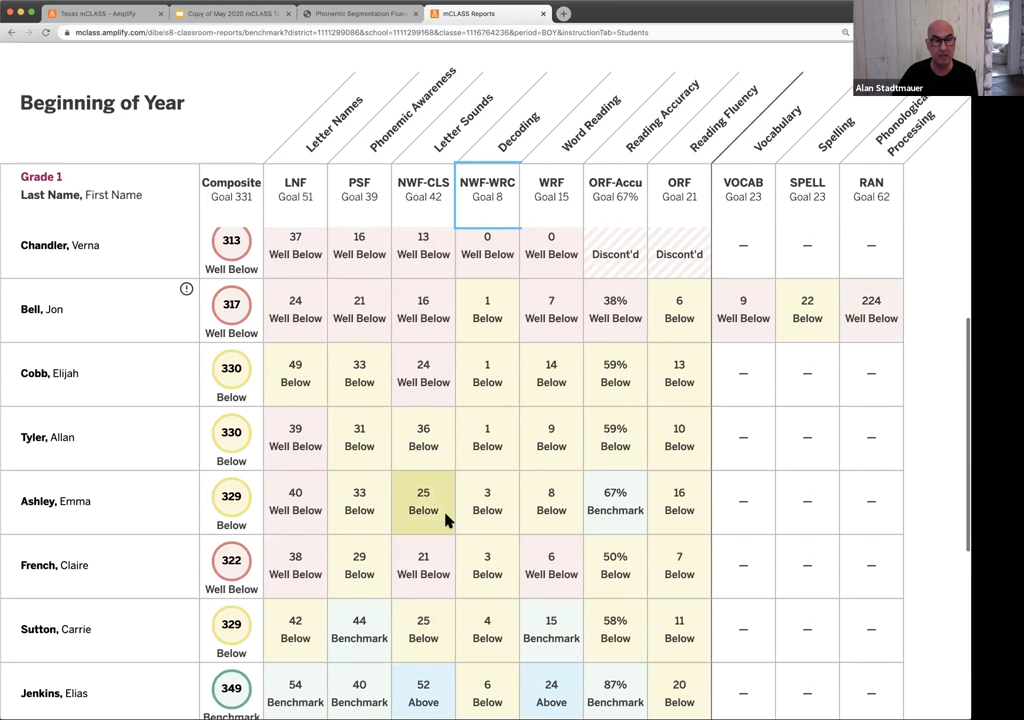 Texas mCLASS – Amplify
Copy of May 2020 mCLASS T
Phonemic Segmentation Flue
mCLASS Reports
mclass.amplify.com/dibels8-classroom-reports/benchmark?district=1111299086&school=1111299168&classe=1116764236&period=BOY&instructionTab=Students
Alan Stadtmauer
Beginning of Year
Letter Names
Phonemic Awareness
Letter Sounds
Decoding
Word Reading
Reading Accuracy
Reading Fluency
Vocabulary
Spelling
Phonological
Processing
Grade 1
Last Name, First Name
Composite LNF PSF NWF-CLS NWF-WRC WRF ORF-Accu ORF VOCAB SPELL RAN
Goal 331 Goal 51 Goal 39 Goal 42 Goal 8 Goal 15 Goal 67% Goal 21 Goal 23 Goal 23 Goal 62
Chandler, Verna
313 37 16 13 0 0
Well Below Well Below Well Below Well Below Well Below Well Below Discont'd Discont'd — — —
Bell, Jon
317 24 21 16 1 7 38% 6 9 22 224
Well Below Well Below Well Below Well Below Below Well Below Well Below Below Well Below Below Well Below
Cobb, Elijah
330 49 33 24 1 14 59% 13
Below Below Below Well Below Below Below Below Below — — —
Tyler, Allan
330 39 31 36 1 9 59% 10
Below Well Below Below Below Below Below Below Below — — —
Ashley, Emma
329 40 33 25 3 8 67% 16
Below Well Below Below Below Below Below Benchmark Below — — —
French, Claire
322 38 29 21 3 6 50% 7
Well Below Well Below Below Well Below Below Well Below Below Below — — —
Sutton, Carrie
329 42 44 25 4 15 58% 11
Below Below Benchmark Below Below Benchmark Below Below — — —
Jenkins, Elias
349 54 40 52 6 24 87% 20
Benchmark Benchmark Benchmark Above Below Above Benchmark Below — — —